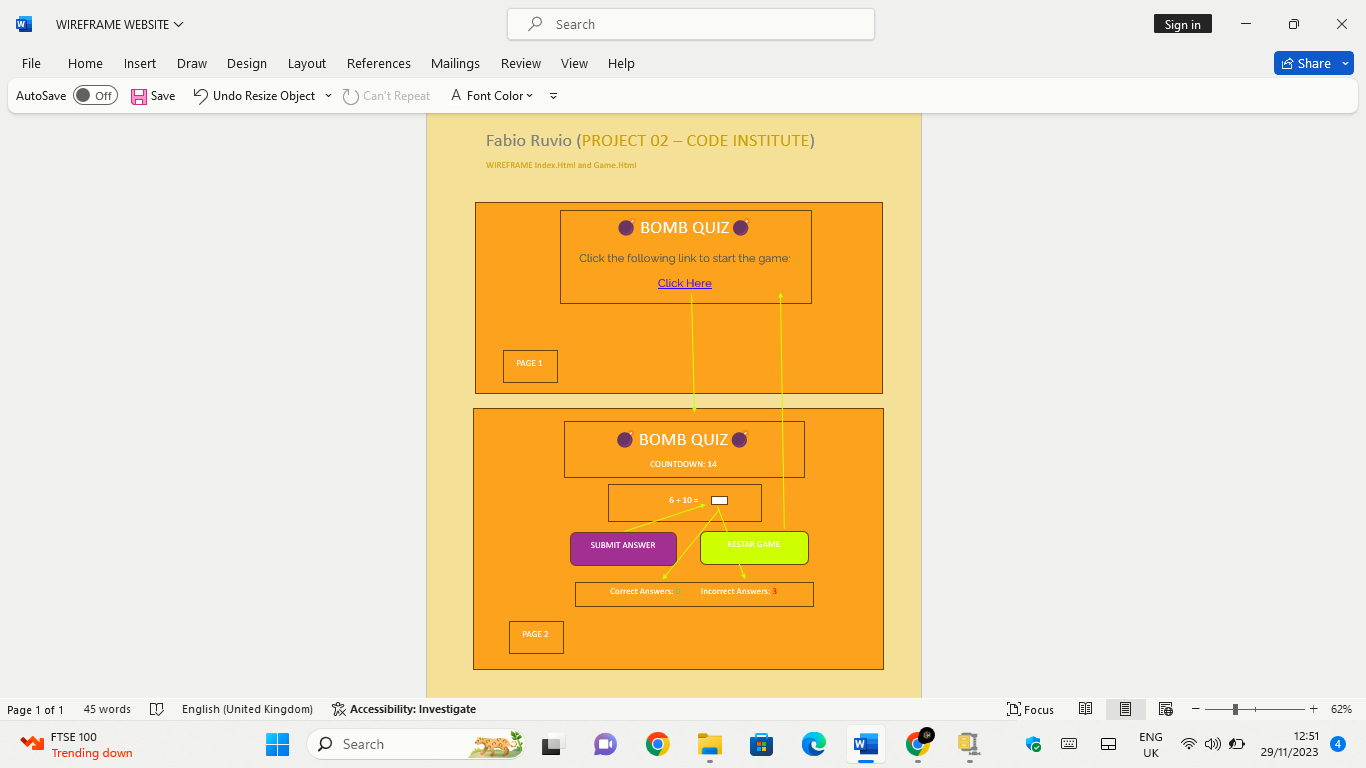 WIREFRAME WEBSITE
Search
Sign in
File Home Insert Draw Design Layout References Mailings Review View Help
Share
AutoSave Off Save Undo Resize Object Can't Repeat A Font Color
Fabio Ruvio (PROJECT 02 – CODE INSTITUTE)
WIREFRAME Index.Html and Game.Html
BOMB QUIZ
Click the following link to start the game:
Click Here
PAGE 1
BOMB QUIZ
COUNTDOWN: 14
6 + 10 =
SUBMIT ANSWER RESTAR GAME
Correct Answers: Incorrect Answers: 3
PAGE 2
Page 1 of 1 45 words English (United Kingdom) Accessibility: Investigate Focus 62%
FTSE 100
Trending down
Search
ENG
UK
12:51
29/11/2023
4